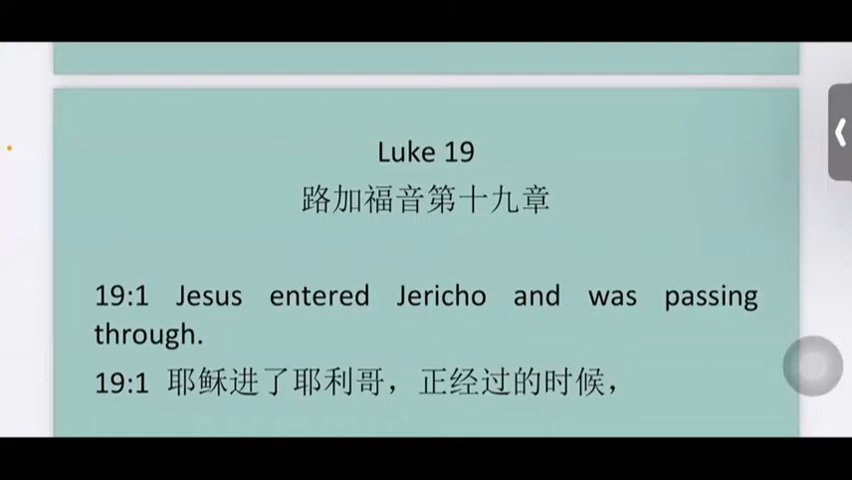 Luke 19
路加福音第十九章
19:1 Jesus entered Jericho and was passing
through.
19:1 耶稣进了耶利哥，正经过的时候，